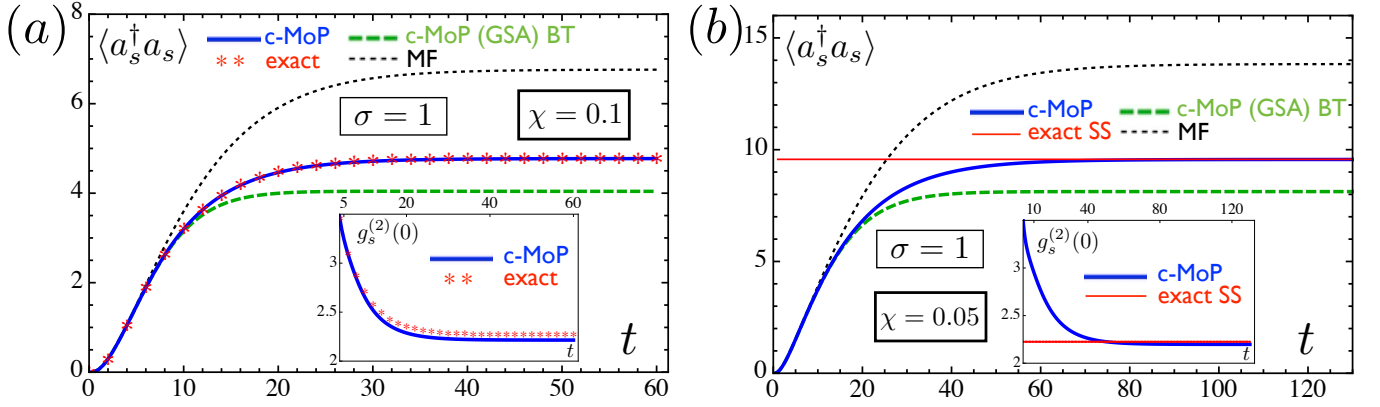 (a)
⟨a_s^† a_s⟩
c-MoP
c-MoP (GSA) BT
** exact
MF
σ = 1
χ = 0.1
8
6
4
2
0
0 10 20 30 40 50 60
t
5 20 40 60
g_s^{(2)}(0)
c-MoP
** exact
3
2.5
2
t
(b)
⟨a_s^† a_s⟩
c-MoP
c-MoP (GSA) BT
exact SS
MF
σ = 1
χ = 0.05
15
10
5
0
0 20 40 60 80 100 120
t
10 40 80 120
g_s^{(2)}(0)
c-MoP
exact SS
3
2.5
2
t